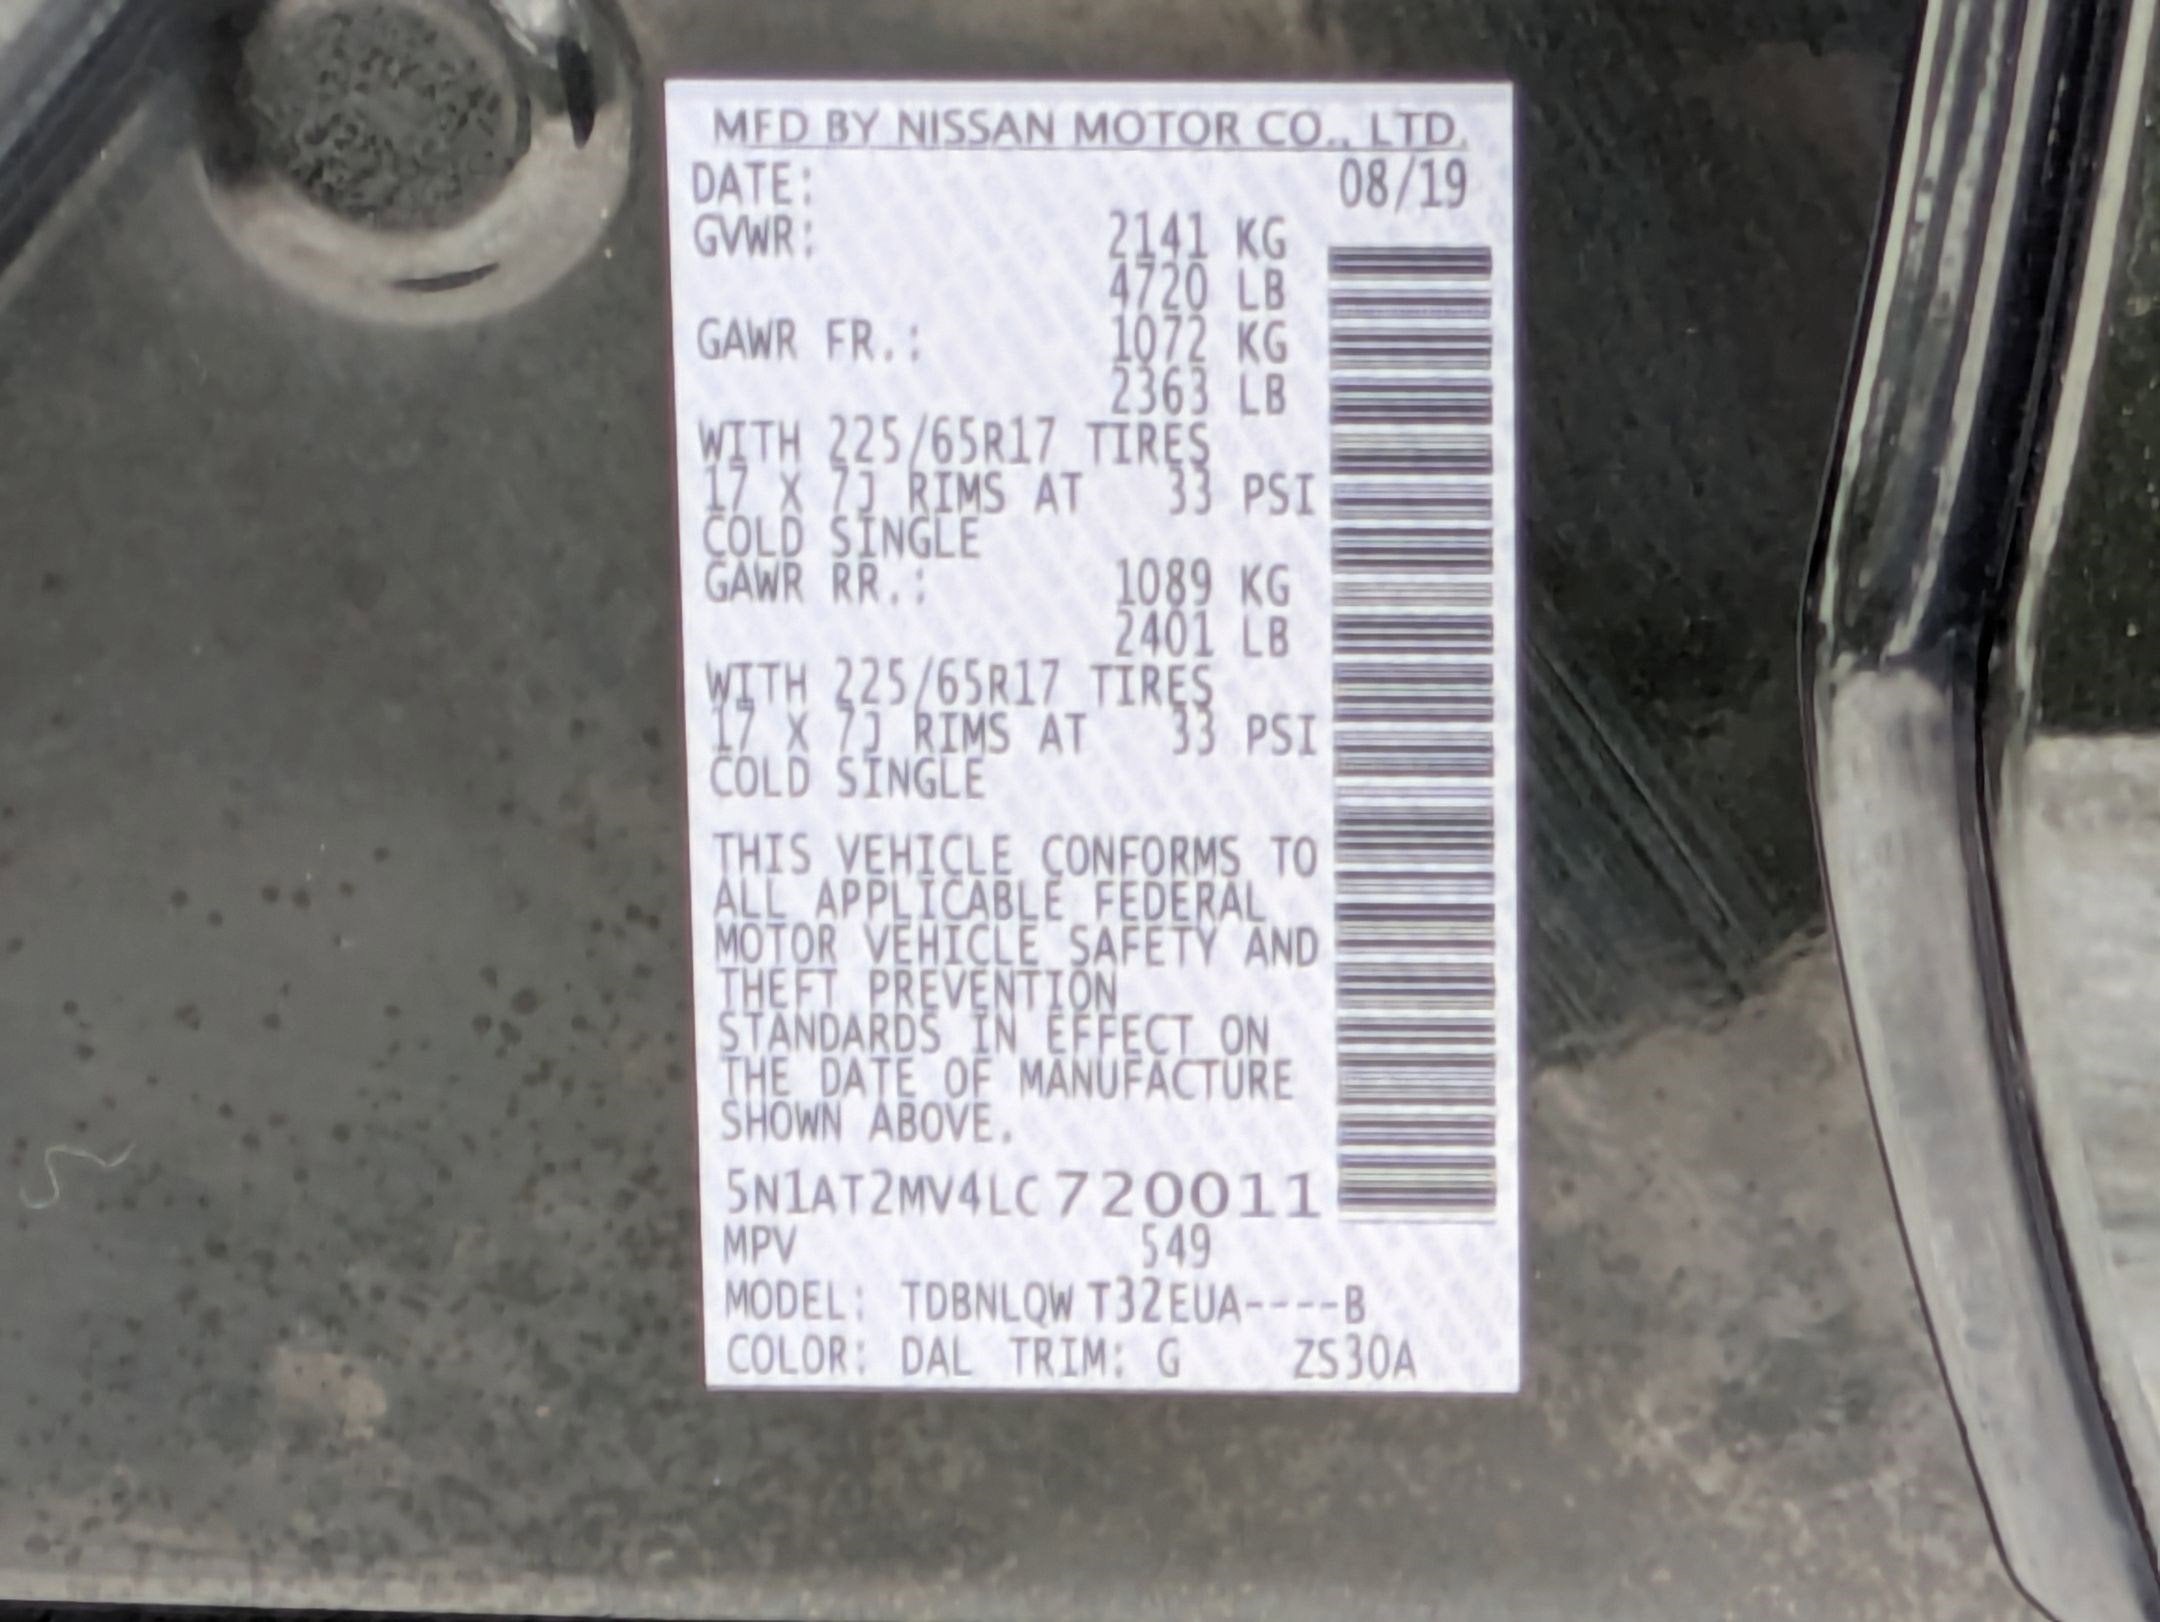 MFD BY NISSAN MOTOR CO., LTD.
DATE: 08/19
GVWR: 2141 KG
4720 LB
GAWR FR.: 1072 KG
2363 LB
WITH 225/65R17 TIRES
17 X 7J RIMS AT 33 PSI
COLD SINGLE
GAWR RR.: 1089 KG
2401 LB
WITH 225/65R17 TIRES
17 X 7J RIMS AT 33 PSI
COLD SINGLE
THIS VEHICLE CONFORMS TO
ALL APPLICABLE FEDERAL
MOTOR VEHICLE SAFETY AND
THEFT PREVENTION
STANDARDS IN EFFECT ON
THE DATE OF MANUFACTURE
SHOWN ABOVE.
5N1AT2MV4LC720011
MPV 549
MODEL: TDBNLQW T32EUA----B
COLOR: DAL TRIM: G ZS30A